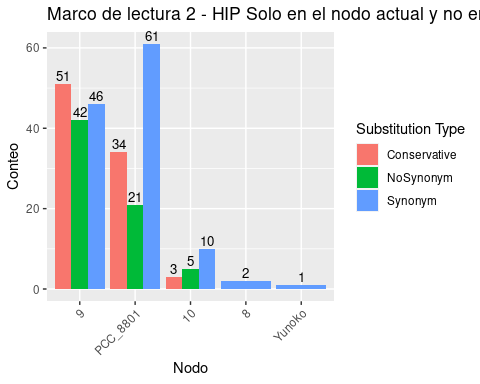 Marco de lectura 2 - HIP Solo en el nodo actual y no en
Conteo
60
40
20
0
51
42
46
34
21
61
3
5
10
2
1
9
PCC_8801
10
8
YunoKo
Nodo
Substitution Type
Conservative
NoSynonym
Synonym